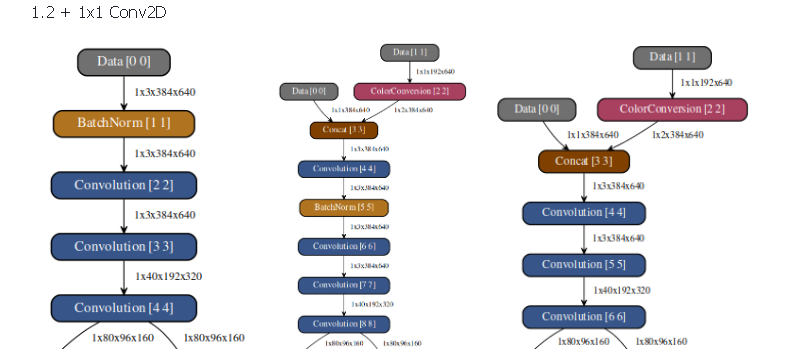 1.2 + 1x1 Conv2D
Data [0 0]
1x3x384x640
BatchNorm [1 1]
1x3x384x640
Convolution [2 2]
1x3x384x640
Convolution [3 3]
1x40x192x320
Convolution [4 4]
1x80x96x160
1x80x96x160
Data [1 1]
1x1x192x640
Data [0 0]
ColorConversion [2 2]
1x1x384x640
1x2x384x640
Concat [3 3]
1x3x384x640
Convolution [4 4]
1x3x384x640
BatchNorm [5 5]
1x3x384x640
Convolution [6 6]
1x3x384x640
Convolution [7 7]
1x40x192x320
Convolution [8 8]
1x80x96x160
1x80x96x160
Data [1 1]
1x1x192x640
Data [0 0]
ColorConversion [2 2]
1x1x384x640
1x2x384x640
Concat [3 3]
1x3x384x640
Convolution [4 4]
1x3x384x640
Convolution [5 5]
1x40x192x320
Convolution [6 6]
1x80x96x160
1x80x96x160